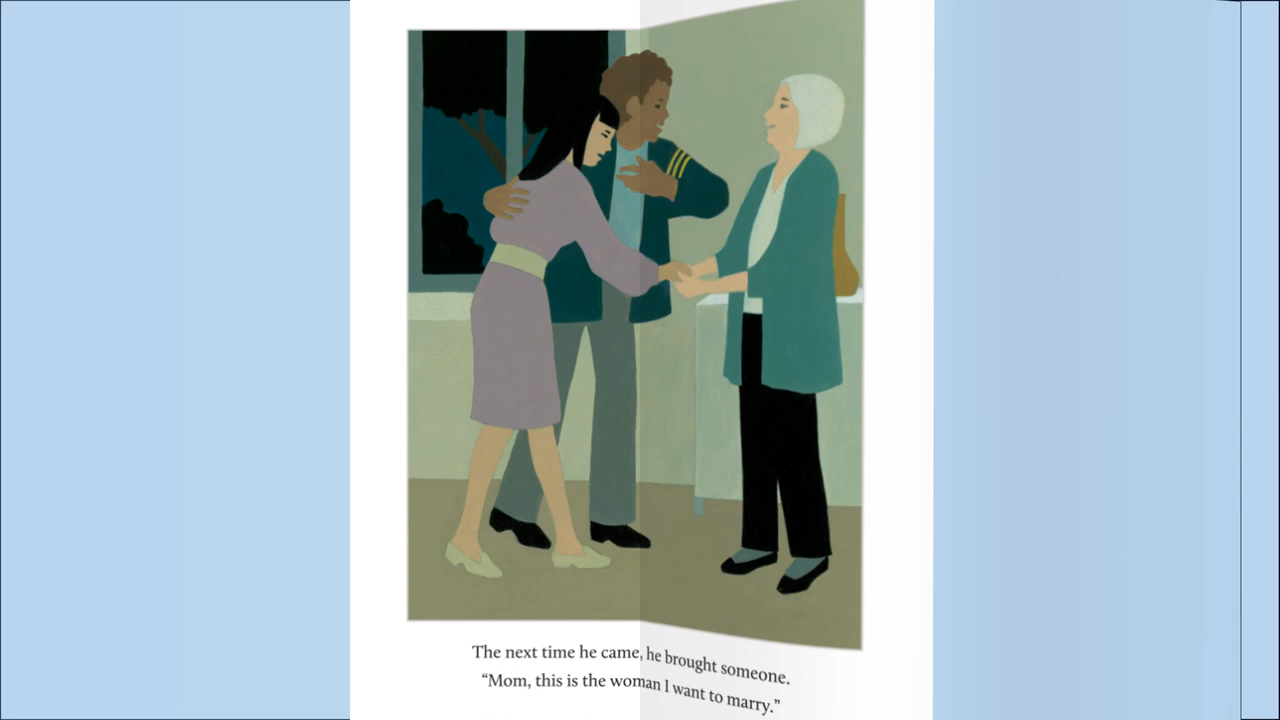 The next time he came, he brought someone.
“Mom, this is the woman I want to marry.”